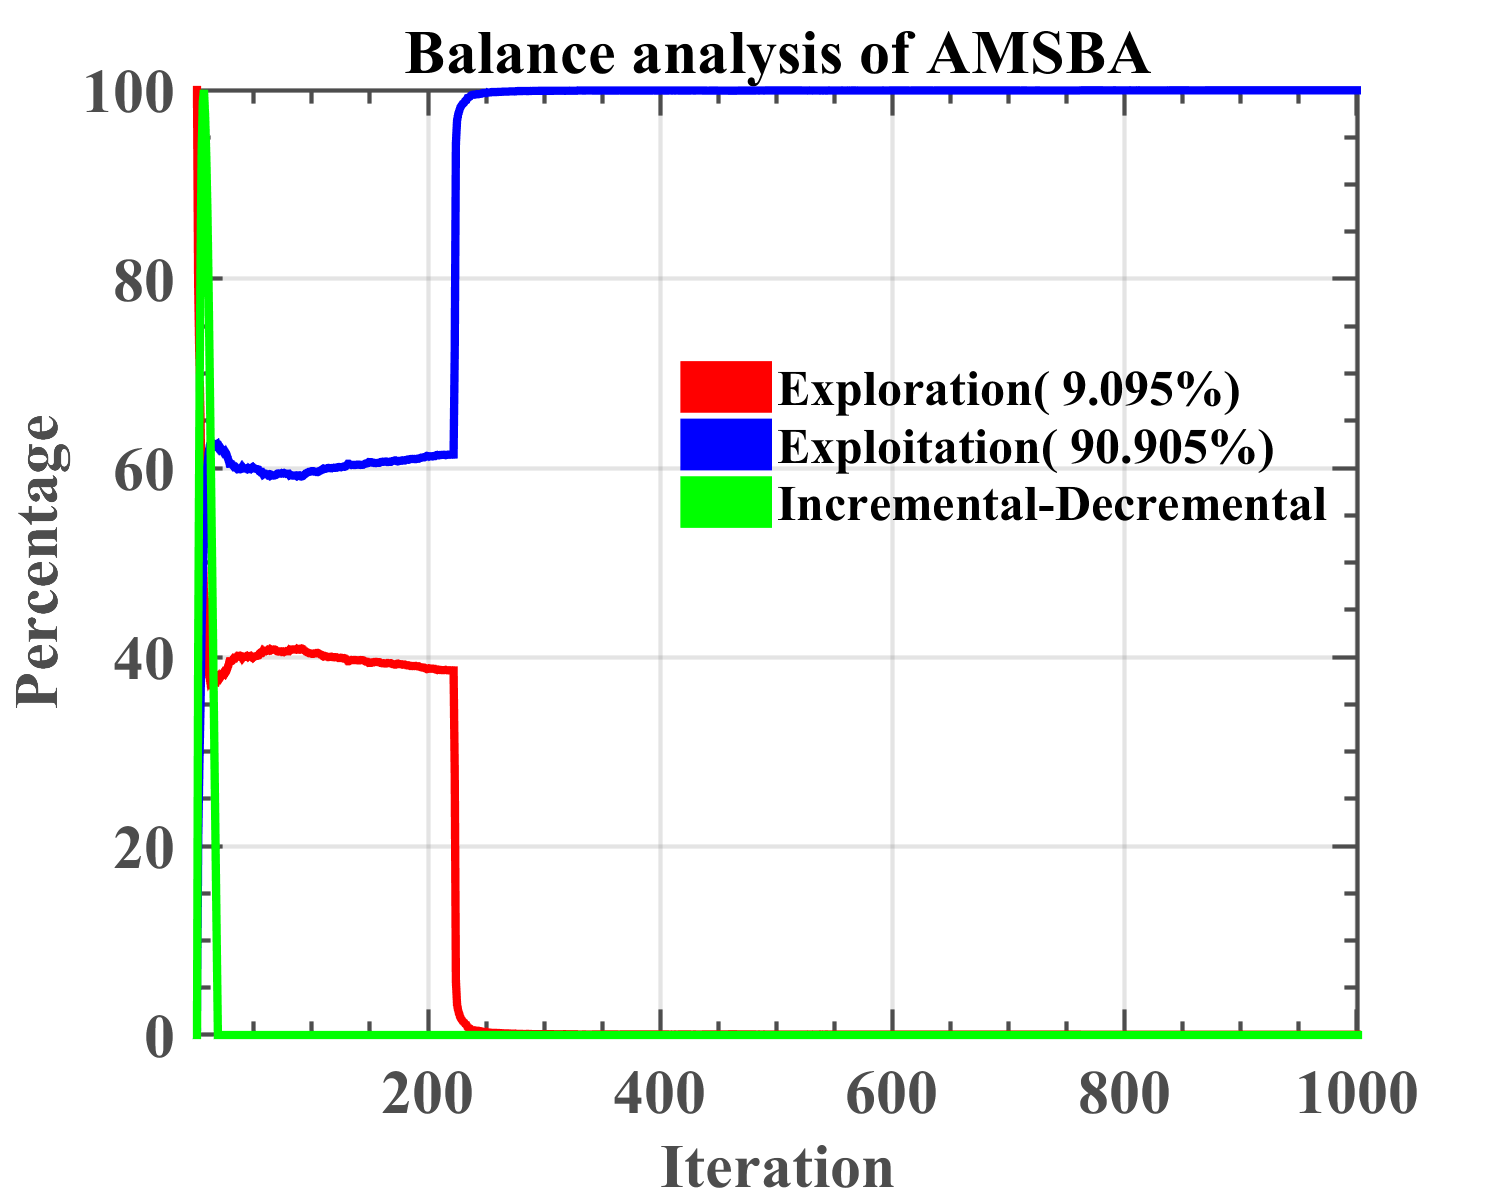 Balance analysis of AMSBA
100
80
60
40
20
0
Percentage
Exploration( 9.095%)
Exploitation( 90.905%)
Incremental-Decremental
200 400 600 800 1000
Iteration